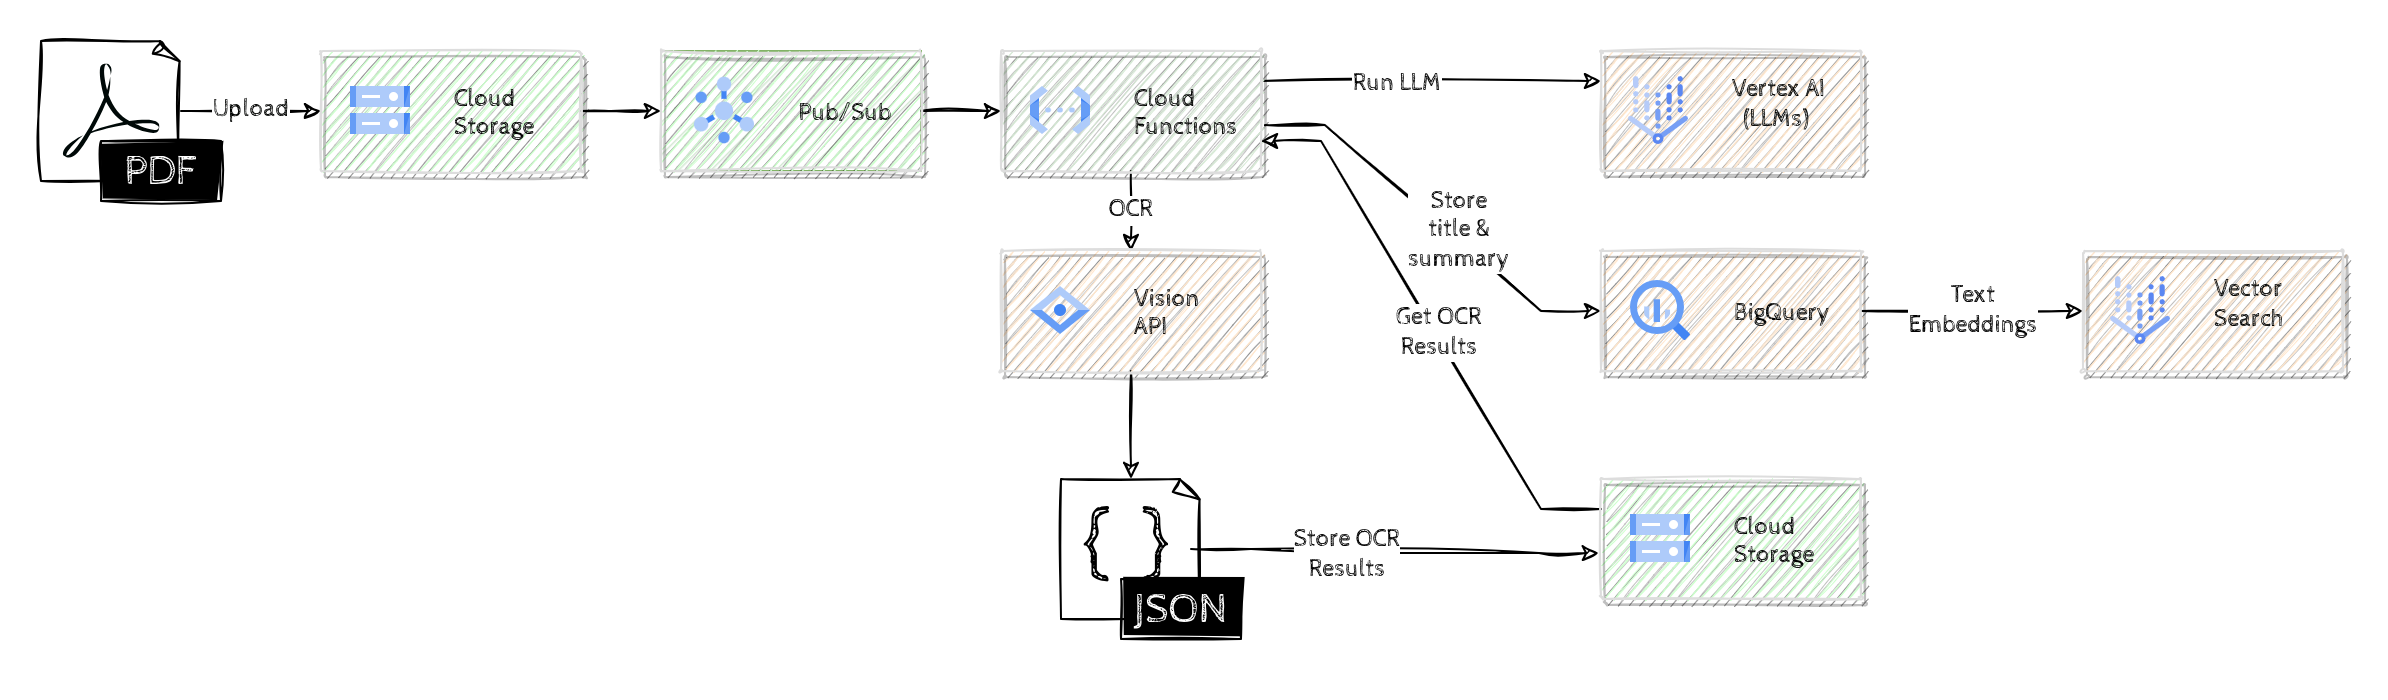 PDF
Upload
Cloud
Storage
Pub/Sub
Cloud
Functions
Run LLM
Vertex AI
(LLMs)
OCR
Store
title &
summary
Vision
API
Get OCR
Results
BigQuery
Text
Embeddings
Vector
Search
JSON
Store OCR
Results
Cloud
Storage